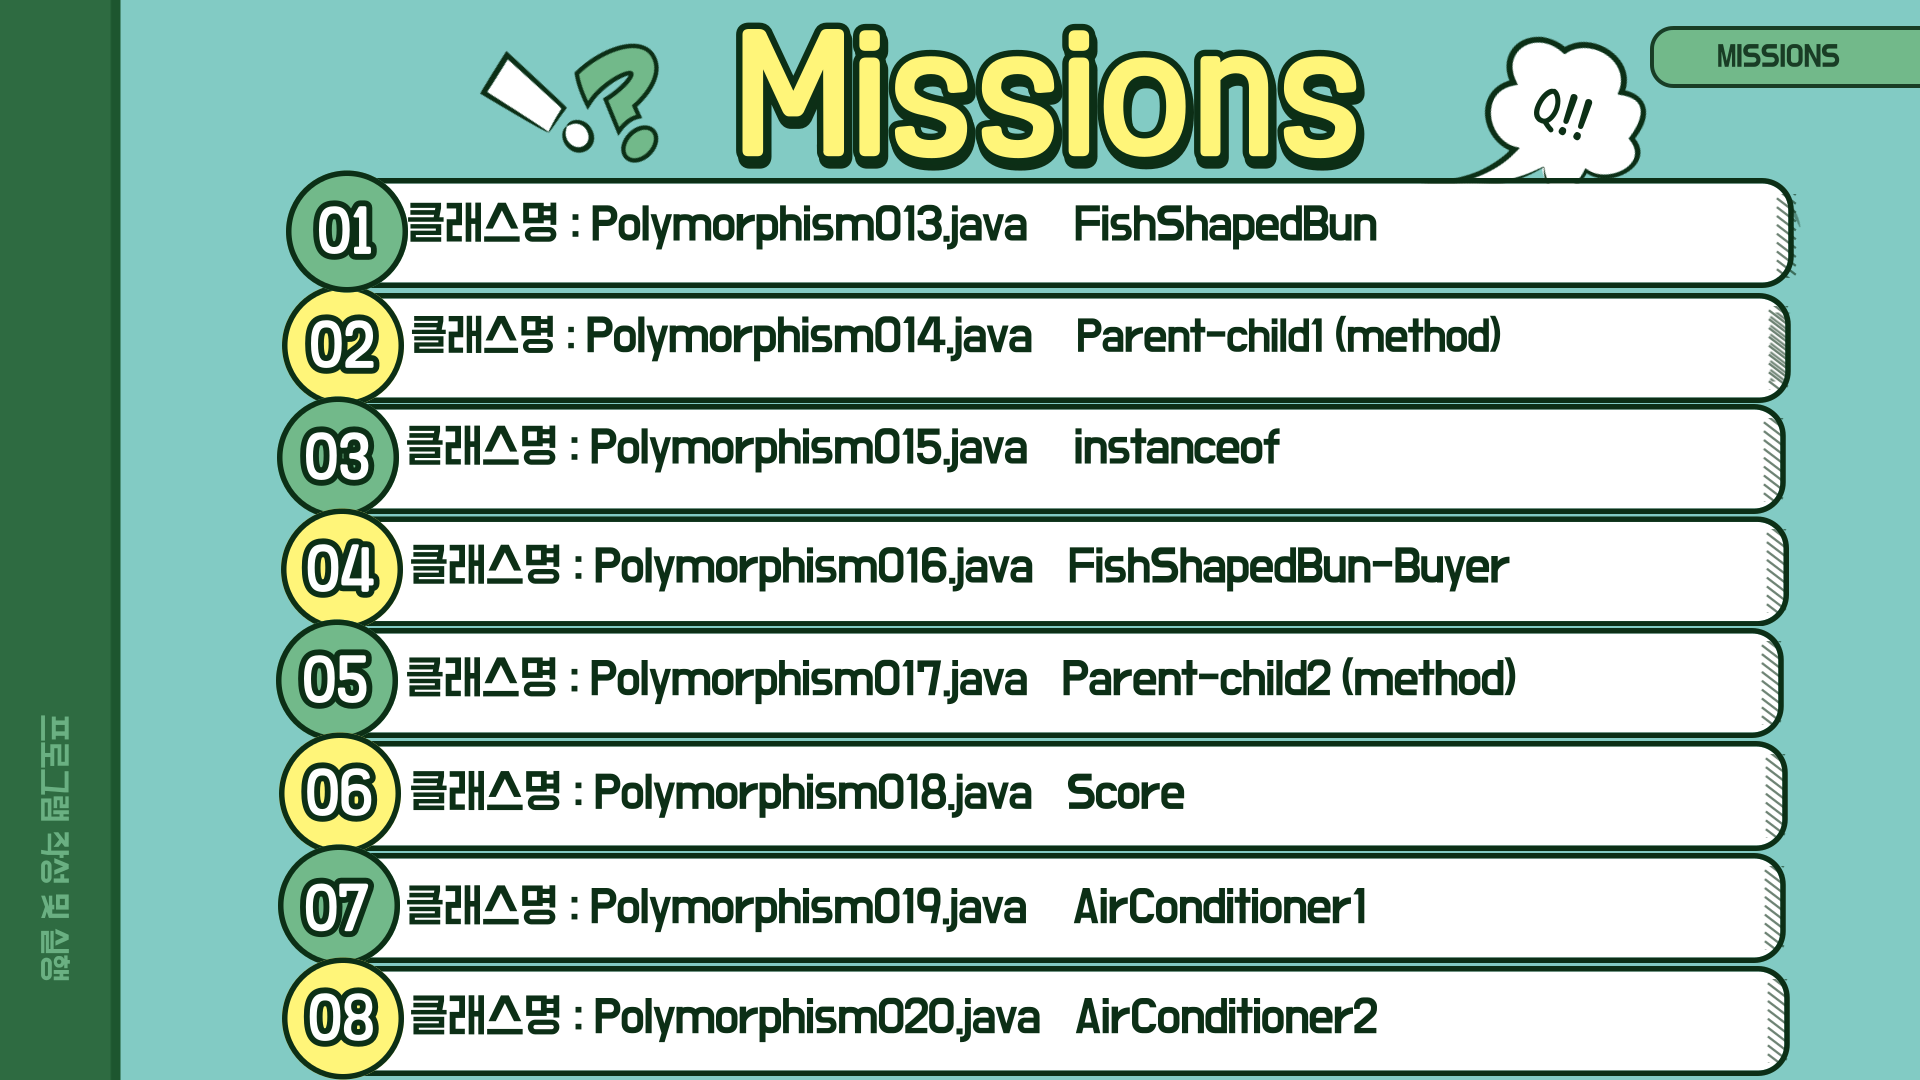 Missions
MISSIONS
Q!!
!?
01 클래스명 : Polymorphism013.java FishShapedBun
02 클래스명 : Polymorphism014.java Parent-child1 (method)
03 클래스명 : Polymorphism015.java instanceof
04 클래스명 : Polymorphism016.java FishShapedBun-Buyer
05 클래스명 : Polymorphism017.java Parent-child2 (method)
06 클래스명 : Polymorphism018.java Score
07 클래스명 : Polymorphism019.java AirConditioner1
08 클래스명 : Polymorphism020.java AirConditioner2
프로그램 작성 및 실행